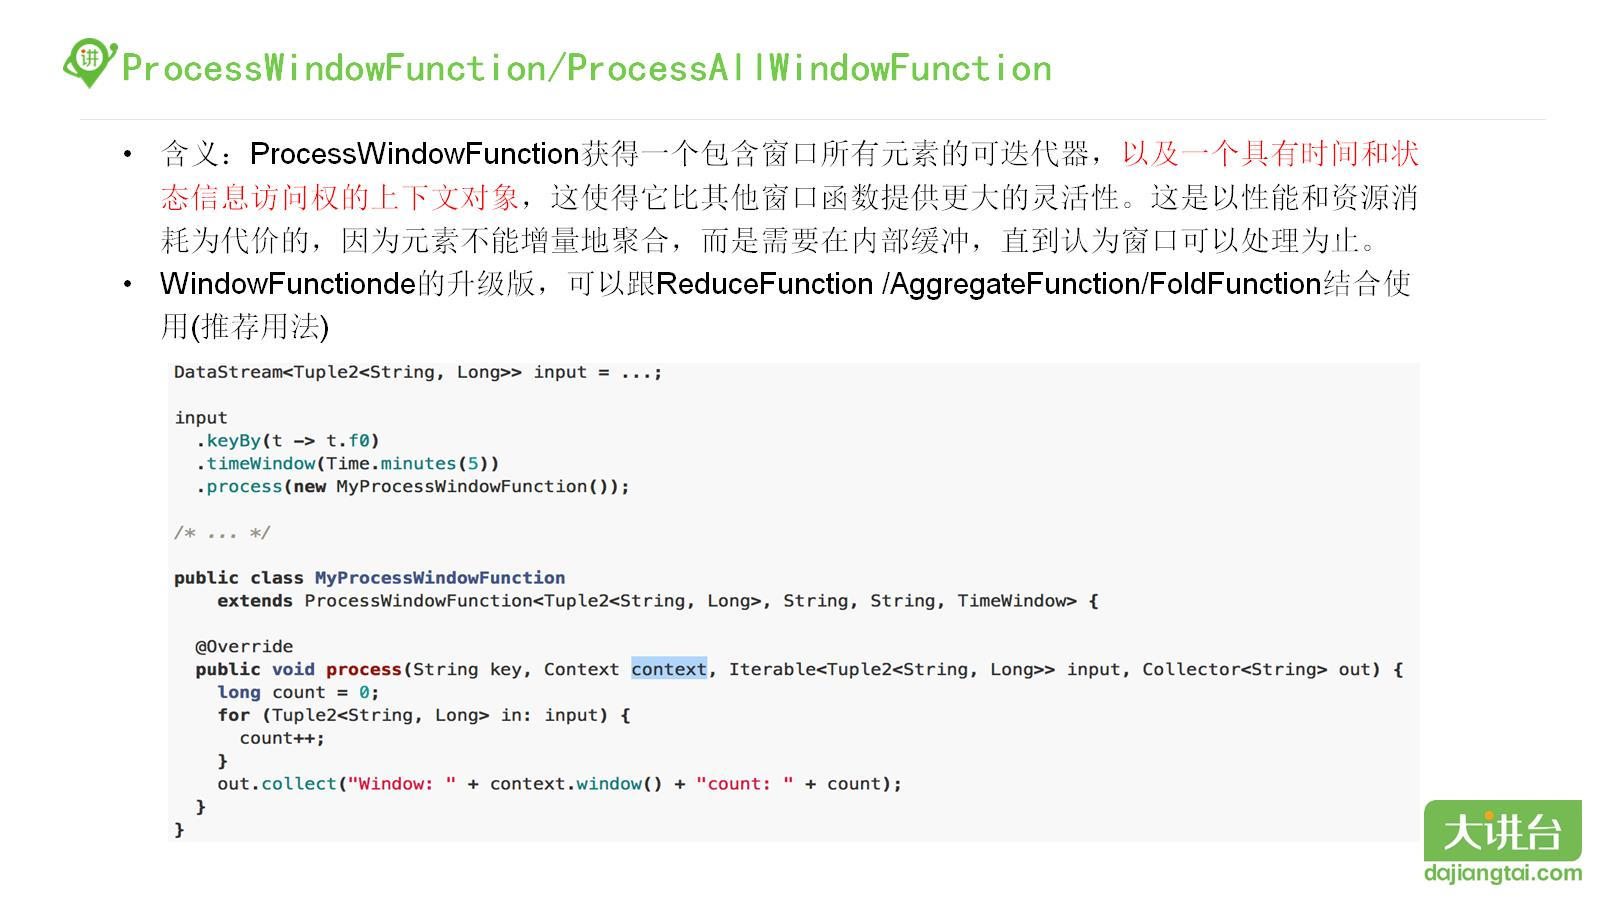 讲
ProcessWindowFunction/ProcessAllWindowFunction
• 含义：ProcessWindowFunction获得一个包含窗口所有元素的可迭代器，以及一个具有时间和状
态信息访问权的上下文对象，这使得它比其他窗口函数提供更大的灵活性。这是以性能和资源消
耗为代价的，因为元素不能增量地聚合，而是需要在内部缓冲，直到认为窗口可以处理为止。
• WindowFunctionde的升级版，可以跟ReduceFunction /AggregateFunction/FoldFunction结合使
用(推荐用法)
DataStream<Tuple2<String, Long>> input = ...;
input
  .keyBy(t -> t.f0)
  .timeWindow(Time.minutes(5))
  .process(new MyProcessWindowFunction());
/* ... */
public class MyProcessWindowFunction
    extends ProcessWindowFunction<Tuple2<String, Long>, String, String, TimeWindow> {
  @Override
  public void process(String key, Context context, Iterable<Tuple2<String, Long>> input, Collector<String> out) {
    long count = 0;
    for (Tuple2<String, Long> in: input) {
      count++;
    }
    out.collect("Window: " + context.window() + "count: " + count);
  }
}
大讲台
dajiangtai.com